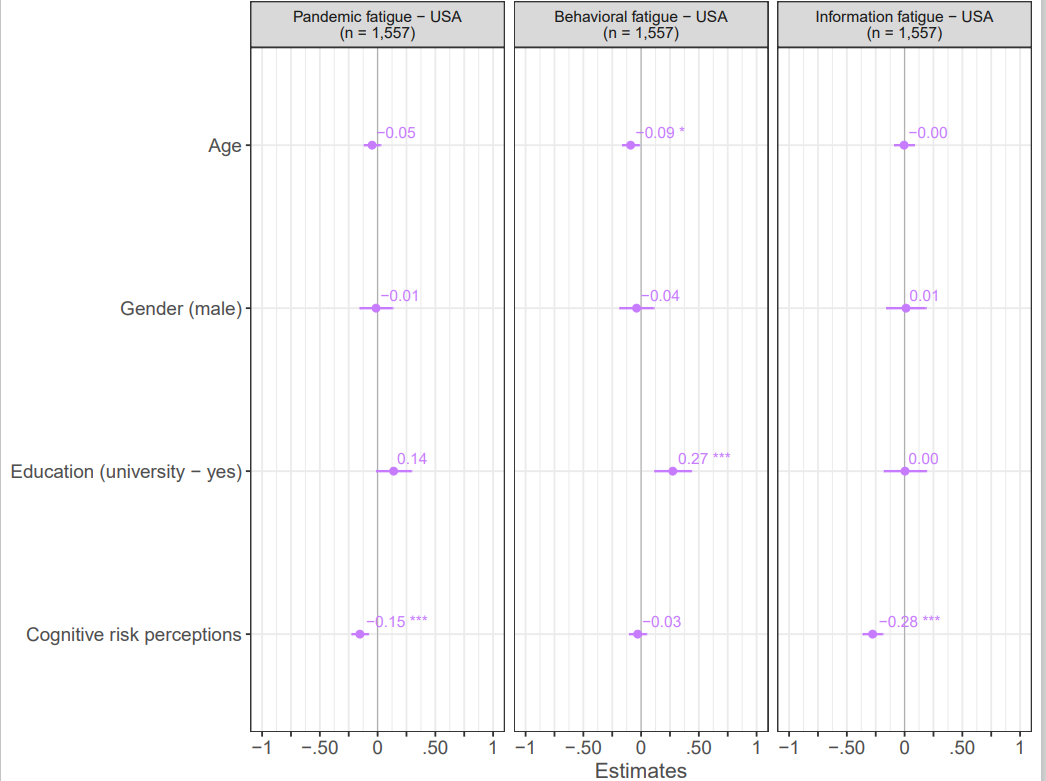 Pandemic fatigue − USA
(n = 1,557)
Behavioral fatigue − USA
(n = 1,557)
Information fatigue − USA
(n = 1,557)
Age
−0.05
−0.09 *
−0.00
Gender (male)
−0.01
−0.04
0.01
Education (university − yes)
0.14
0.27 ***
0.00
Cognitive risk perceptions
−0.15 ***
−0.03
−0.28 ***
−1 −.50 0 .50 1
−1 −.50 0 .50 1
−1 −.50 0 .50 1
Estimates